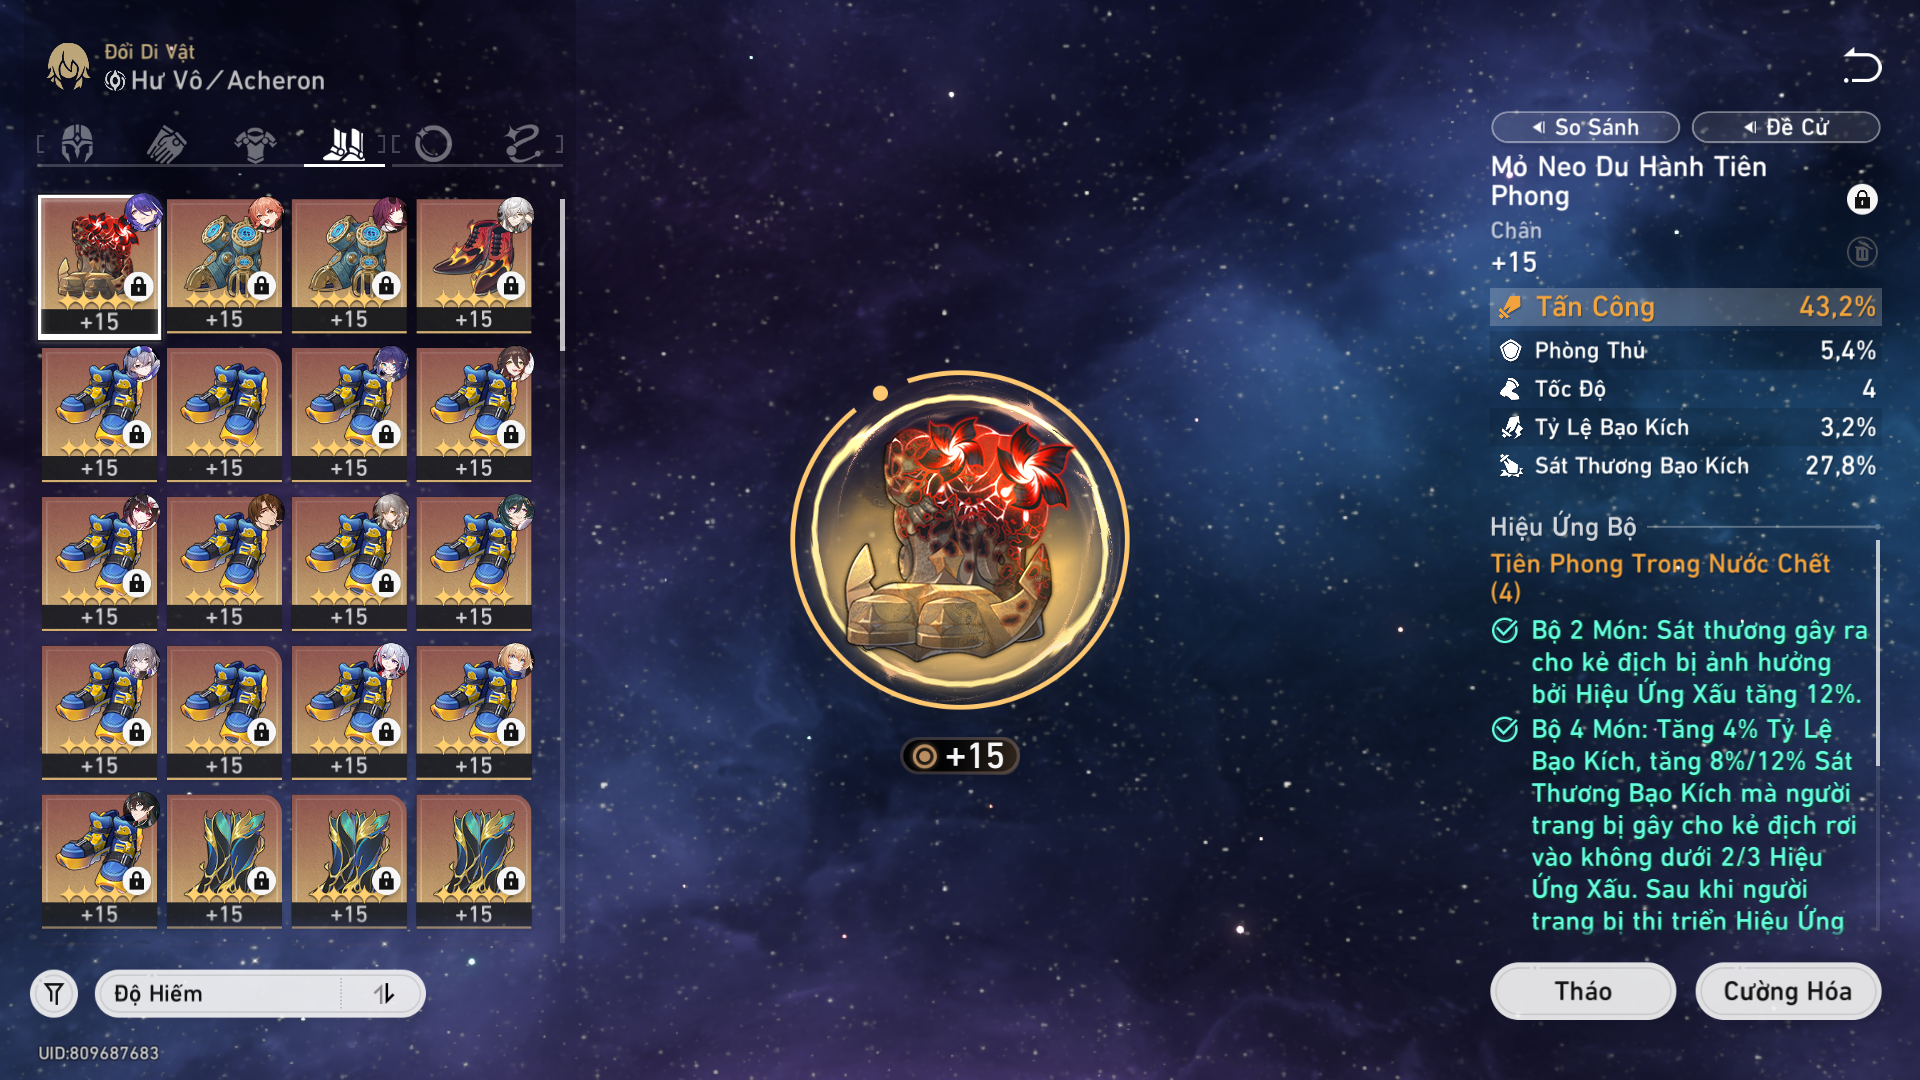 Đổi Di Vật
Hư Vô/Acheron
So Sánh
Đề Cử
Mỏ Neo Du Hành Tiên
Phong
Chân
+15
Tấn Công 43,2%
Phòng Thủ 5,4%
Tốc Độ 4
Tỷ Lệ Bạo Kích 3,2%
Sát Thương Bạo Kích 27,8%
Hiệu Ứng Bộ
Tiên Phong Trong Nước Chết
(4)
Bộ 2 Món: Sát thương gây ra
cho kẻ địch bị ảnh hưởng
bởi Hiệu Ứng Xấu tăng 12%.
Bộ 4 Món: Tăng 4% Tỷ Lệ
Bạo Kích, tăng 8%/12% Sát
Thương Bạo Kích mà người
trang bị gây cho kẻ địch rơi
vào không dưới 2/3 Hiệu
Ứng Xấu. Sau khi người
trang bị thi triển Hiệu Ứng
Tháo
Cường Hóa
+15
+15 +15 +15 +15
+15 +15 +15 +15
+15 +15 +15 +15
+15 +15 +15 +15
+15 +15 +15 +15
Độ Hiếm
UID:809687683